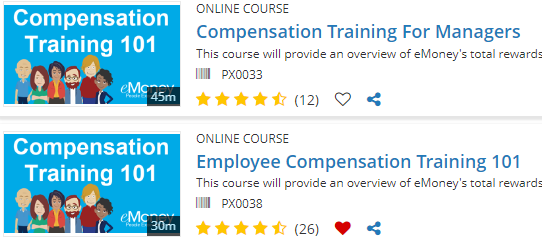 Compensation
Training 101
eMoney
45m
ONLINE COURSE
Compensation Training For Managers
This course will provide an overview of eMoney's total rewards
PX0033
(12)
Compensation
Training 101
eMoney
30m
ONLINE COURSE
Employee Compensation Training 101
This course will provide an overview of eMoney's total rewards
PX0038
(26)